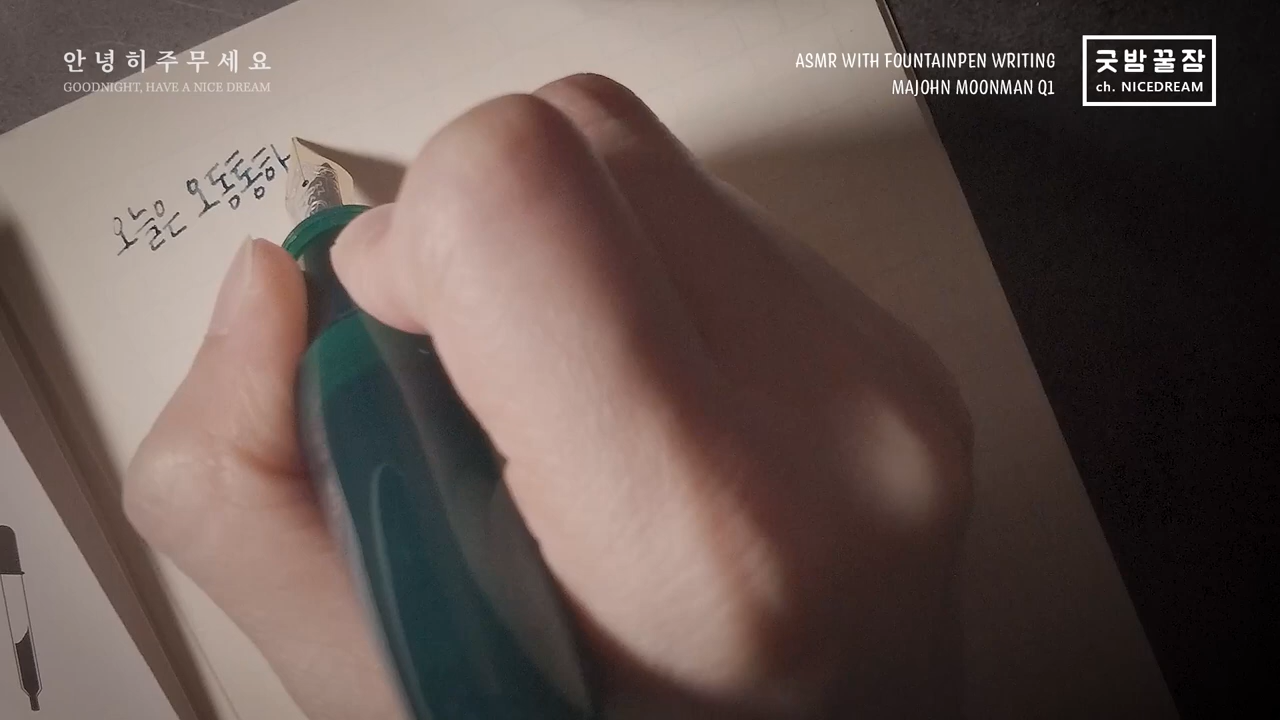 안녕히주무세요
GOODNIGHT, HAVE A NICE DREAM
ASMR WITH FOUNTAINPEN WRITING
MAJOHN MOONMAN Q1
굿밤꿀잠
ch. NICEDREAM
오늘은 오동통하